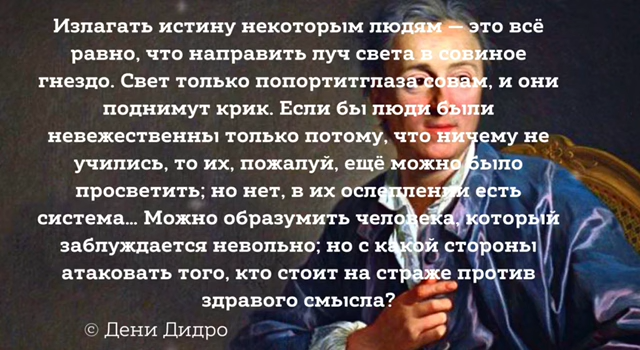 Излагать истину некоторым людям — это всё
равно, что направить луч света в совиное
гнездо. Свет только попортитглаза совам, и они
поднимут крик. Если бы люди были
невежественны только потому, что ничему не
учились, то их, пожалуй, ещё можно было
просветить; но нет, в их ослеплении есть
система... Можно образумить человека, который
заблуждается невольно; но с какой стороны
атаковать того, кто стоит на страже против
здравого смысла?
© Дени Дидро